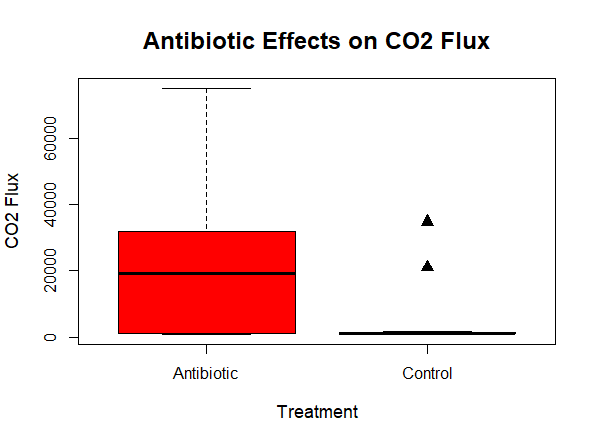 Antibiotic Effects on CO2 Flux
CO2 Flux
60000
40000
20000
0
Antibiotic Control
Treatment